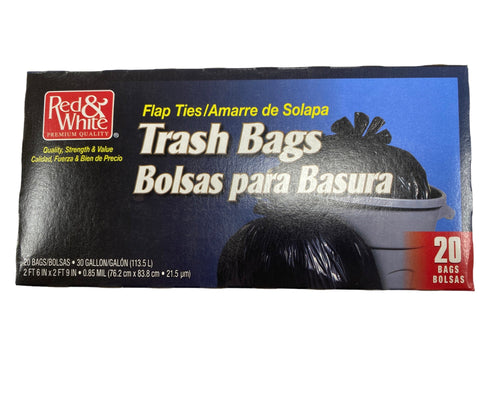 Red&
White
PREMIUM QUALITY
®
Quality, Strength & Value
Calidad, Fuerza & Bien de Precio
Flap Ties/Amarre de Solapa
Trash Bags
Bolsas para Basura
20 BAGS/BOLSAS • 30 GALLON/GALÓN (113.5 L)
2 FT 6 IN x 2 FT 9 IN • 0.85 MIL (76.2 cm x 83.8 cm • 21.5 µm)
20
BAGS
BOLSAS